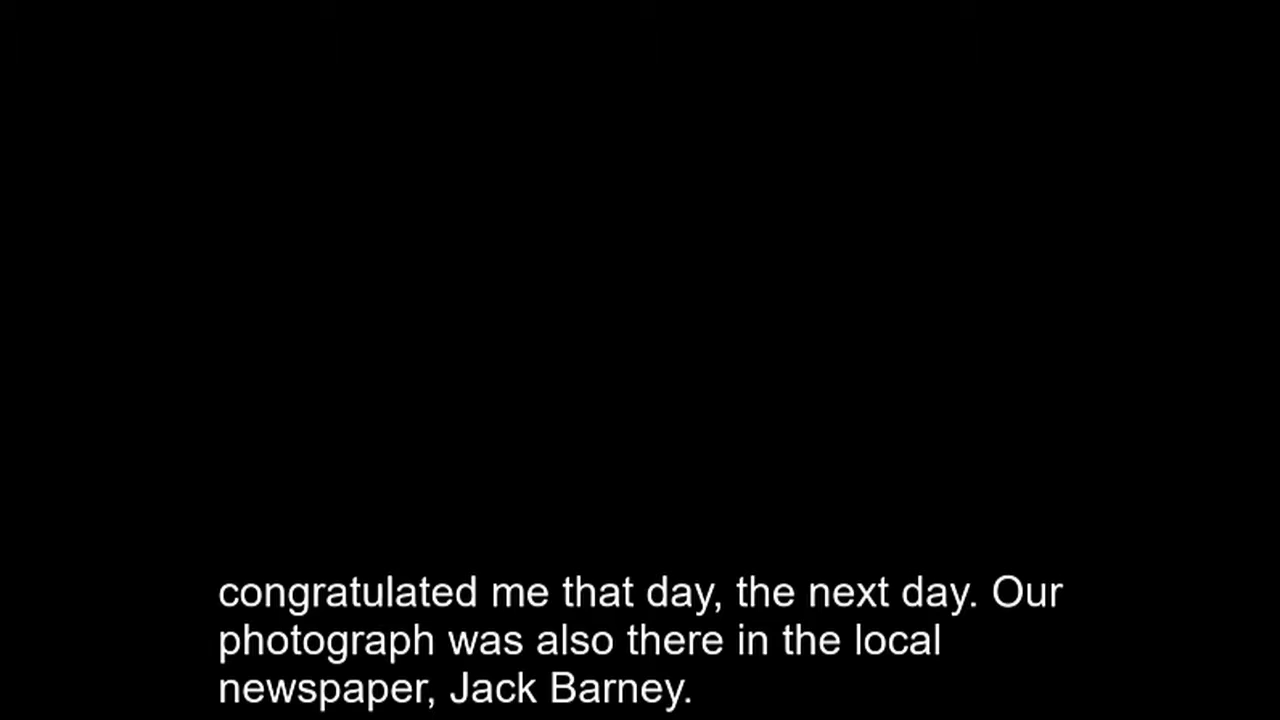 congratulated me that day, the next day. Our
photograph was also there in the local
newspaper, Jack Barney.